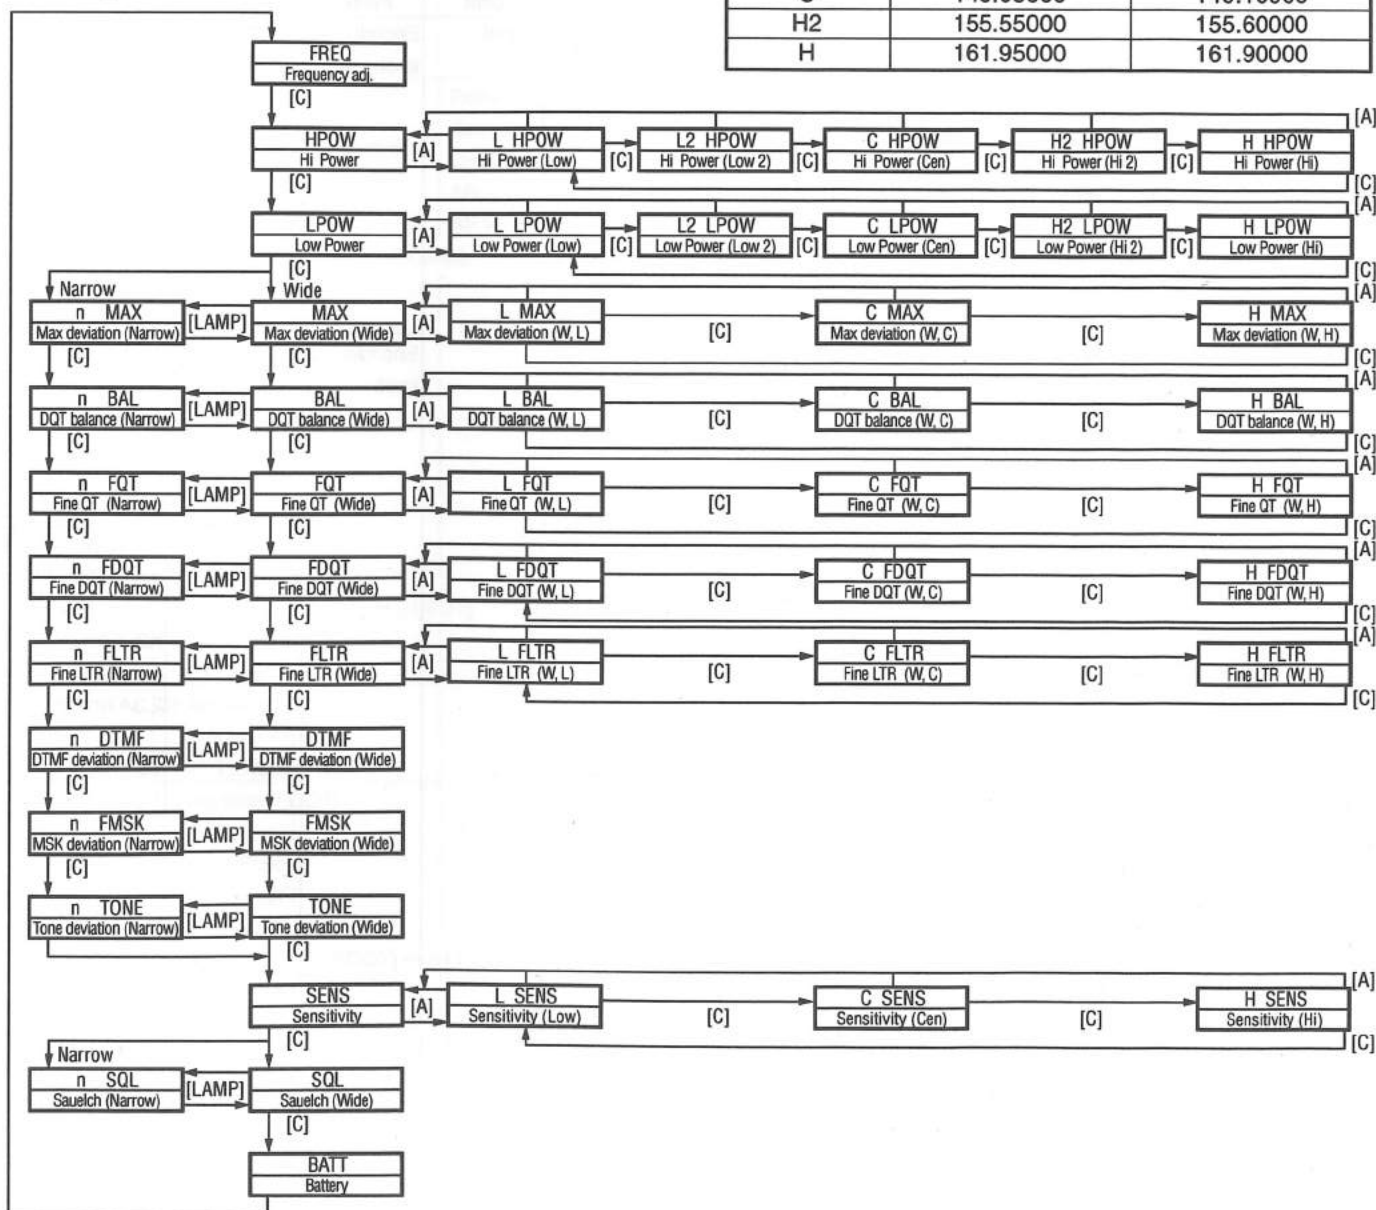 H2 155.55000 155.60000
H 161.95000 161.90000
FREQ
Frequency adj.
[C]
[A]
HPOW L HPOW L2 HPOW C HPOW H2 HPOW H HPOW
Hi Power [A] Hi Power (Low) [C] Hi Power (Low 2) [C] Hi Power (Cen) [C] Hi Power (Hi 2) [C] Hi Power (Hi)
[C] [C]
[A]
LPOW L LPOW L2 LPOW C LPOW H2 LPOW H LPOW
Low Power [A] Low Power (Low) [C] Low Power (Low 2) [C] Low Power (Cen) [C] Low Power (Hi 2) [C] Low Power (Hi)
[C] [C]
Narrow Wide [A]
n MAX [LAMP] MAX [A] L MAX C MAX H MAX
Max deviation (Narrow) Max deviation (Wide) Max deviation (W, L) [C] Max deviation (W, C) [C] Max deviation (W, H)
[C] [C] [C]
[A]
n BAL [LAMP] BAL [A] L BAL C BAL H BAL
DQT balance (Narrow) DQT balance (Wide) DQT balance (W, L) [C] DQT balance (W, C) [C] DQT balance (W, H)
[C] [C] [C]
[A]
n FQT [LAMP] FQT [A] L FQT C FQT H FQT
Fine QT (Narrow) Fine QT (Wide) Fine QT (W, L) [C] Fine QT (W, C) [C] Fine QT (W, H)
[C] [C] [C]
[A]
n FDQT [LAMP] FDQT [A] L FDQT C FDQT H FDQT
Fine DQT (Narrow) Fine DQT (Wide) Fine DQT (W, L) [C] Fine DQT (W, C) [C] Fine DQT (W, H)
[C] [C] [C]
[A]
n FLTR [LAMP] FLTR [A] L FLTR C FLTR H FLTR
Fine LTR (Narrow) Fine LTR (Wide) Fine LTR (W, L) [C] Fine LTR (W, C) [C] Fine LTR (W, H)
[C] [C] [C]
n DTMF [LAMP] DTMF
DTMF deviation (Narrow) DTMF deviation (Wide)
[C] [C]
n FMSK [LAMP] FMSK
MSK deviation (Narrow) MSK deviation (Wide)
[C] [C]
n TONE [LAMP] TONE
Tone deviation (Narrow) Tone deviation (Wide)
[C]
[A]
SENS [A] L SENS C SENS H SENS
Sensitivity Sensitivity (Low) [C] Sensitivity (Cen) [C] Sensitivity (Hi)
[C] [C]
Narrow
n SQL [LAMP] SQL
Sauelch (Narrow) Sauelch (Wide)
[C]
BATT
Battery